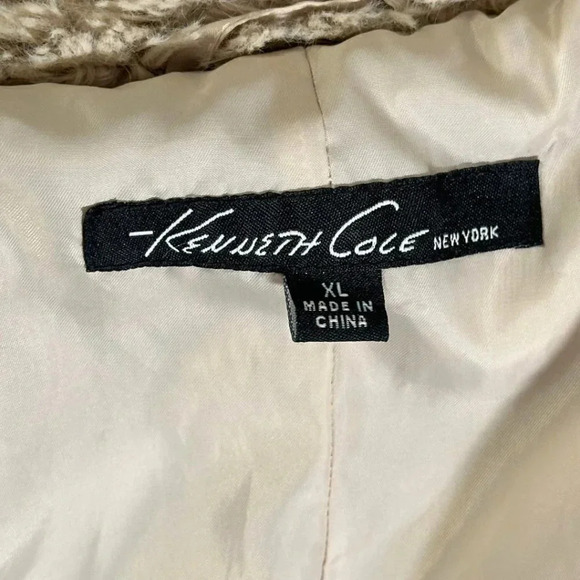 Kenneth Cole NEW YORK
XL
MADE IN
CHINA